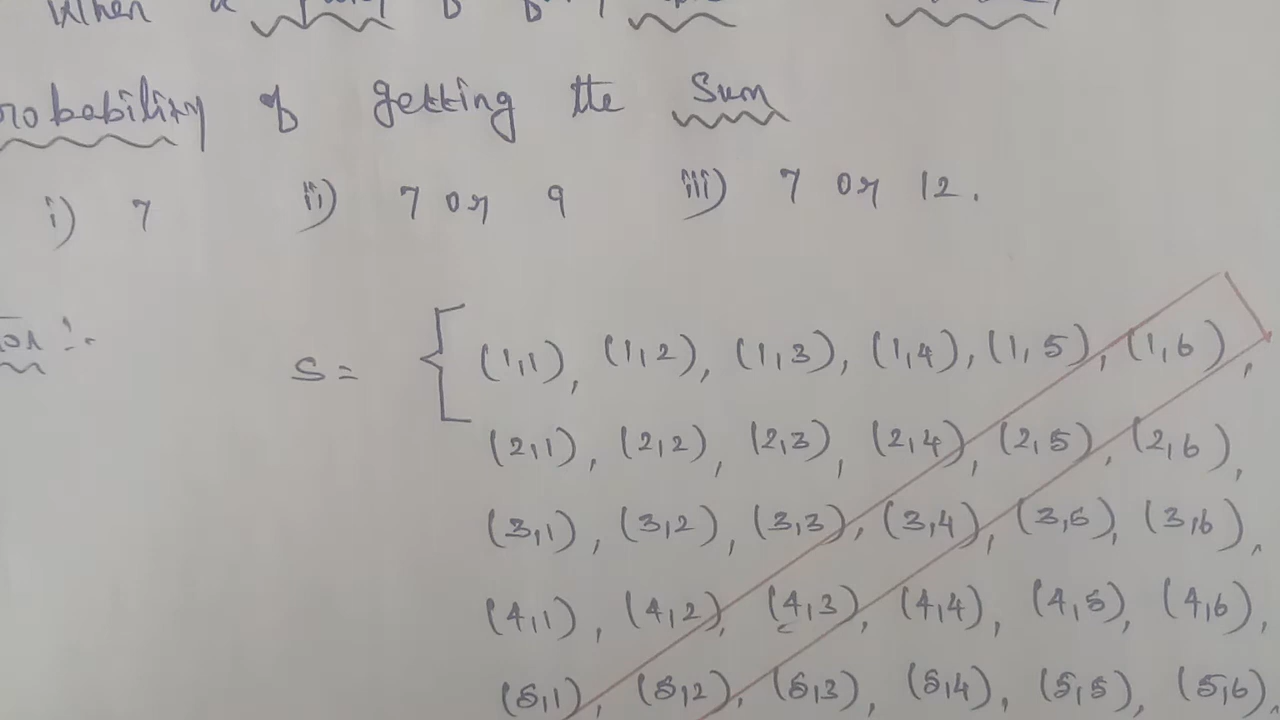 When a
robability of getting the Sum
i) 7 ii) 7 or 9 iii) 7 or 12.
S = { (1,1), (1,2), (1,3), (1,4), (1,5), (1,6),
(2,1), (2,2), (2,3), (2,4), (2,5), (2,6),
(3,1), (3,2), (3,3), (3,4), (3,5), (3,6),
(4,1), (4,2), (4,3), (4,4), (4,5), (4,6),
(5,1), (5,2), (5,3), (5,4), (5,5), (5,6),